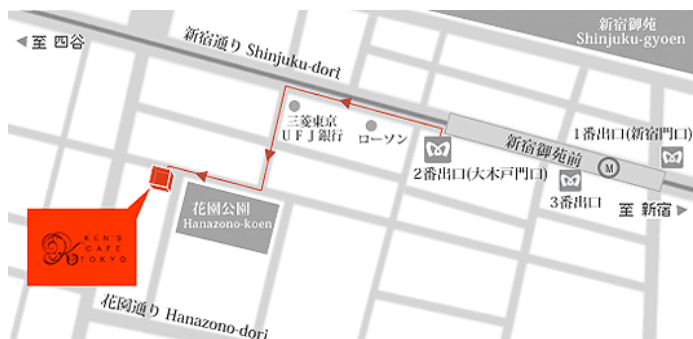 新宿御苑
Shinjuku-gyoen
◀至 四谷
新宿通り Shinjuku-dori
三菱東京
UFJ銀行
ローソン
新宿御苑前
M
1番出口(新宿門口)
2番出口(大木戸門口)
3番出口
至 新宿▶
花園公園
Hanazono-koen
KEN'S
CAFE
TOKYO
花園通り Hanazono-dori